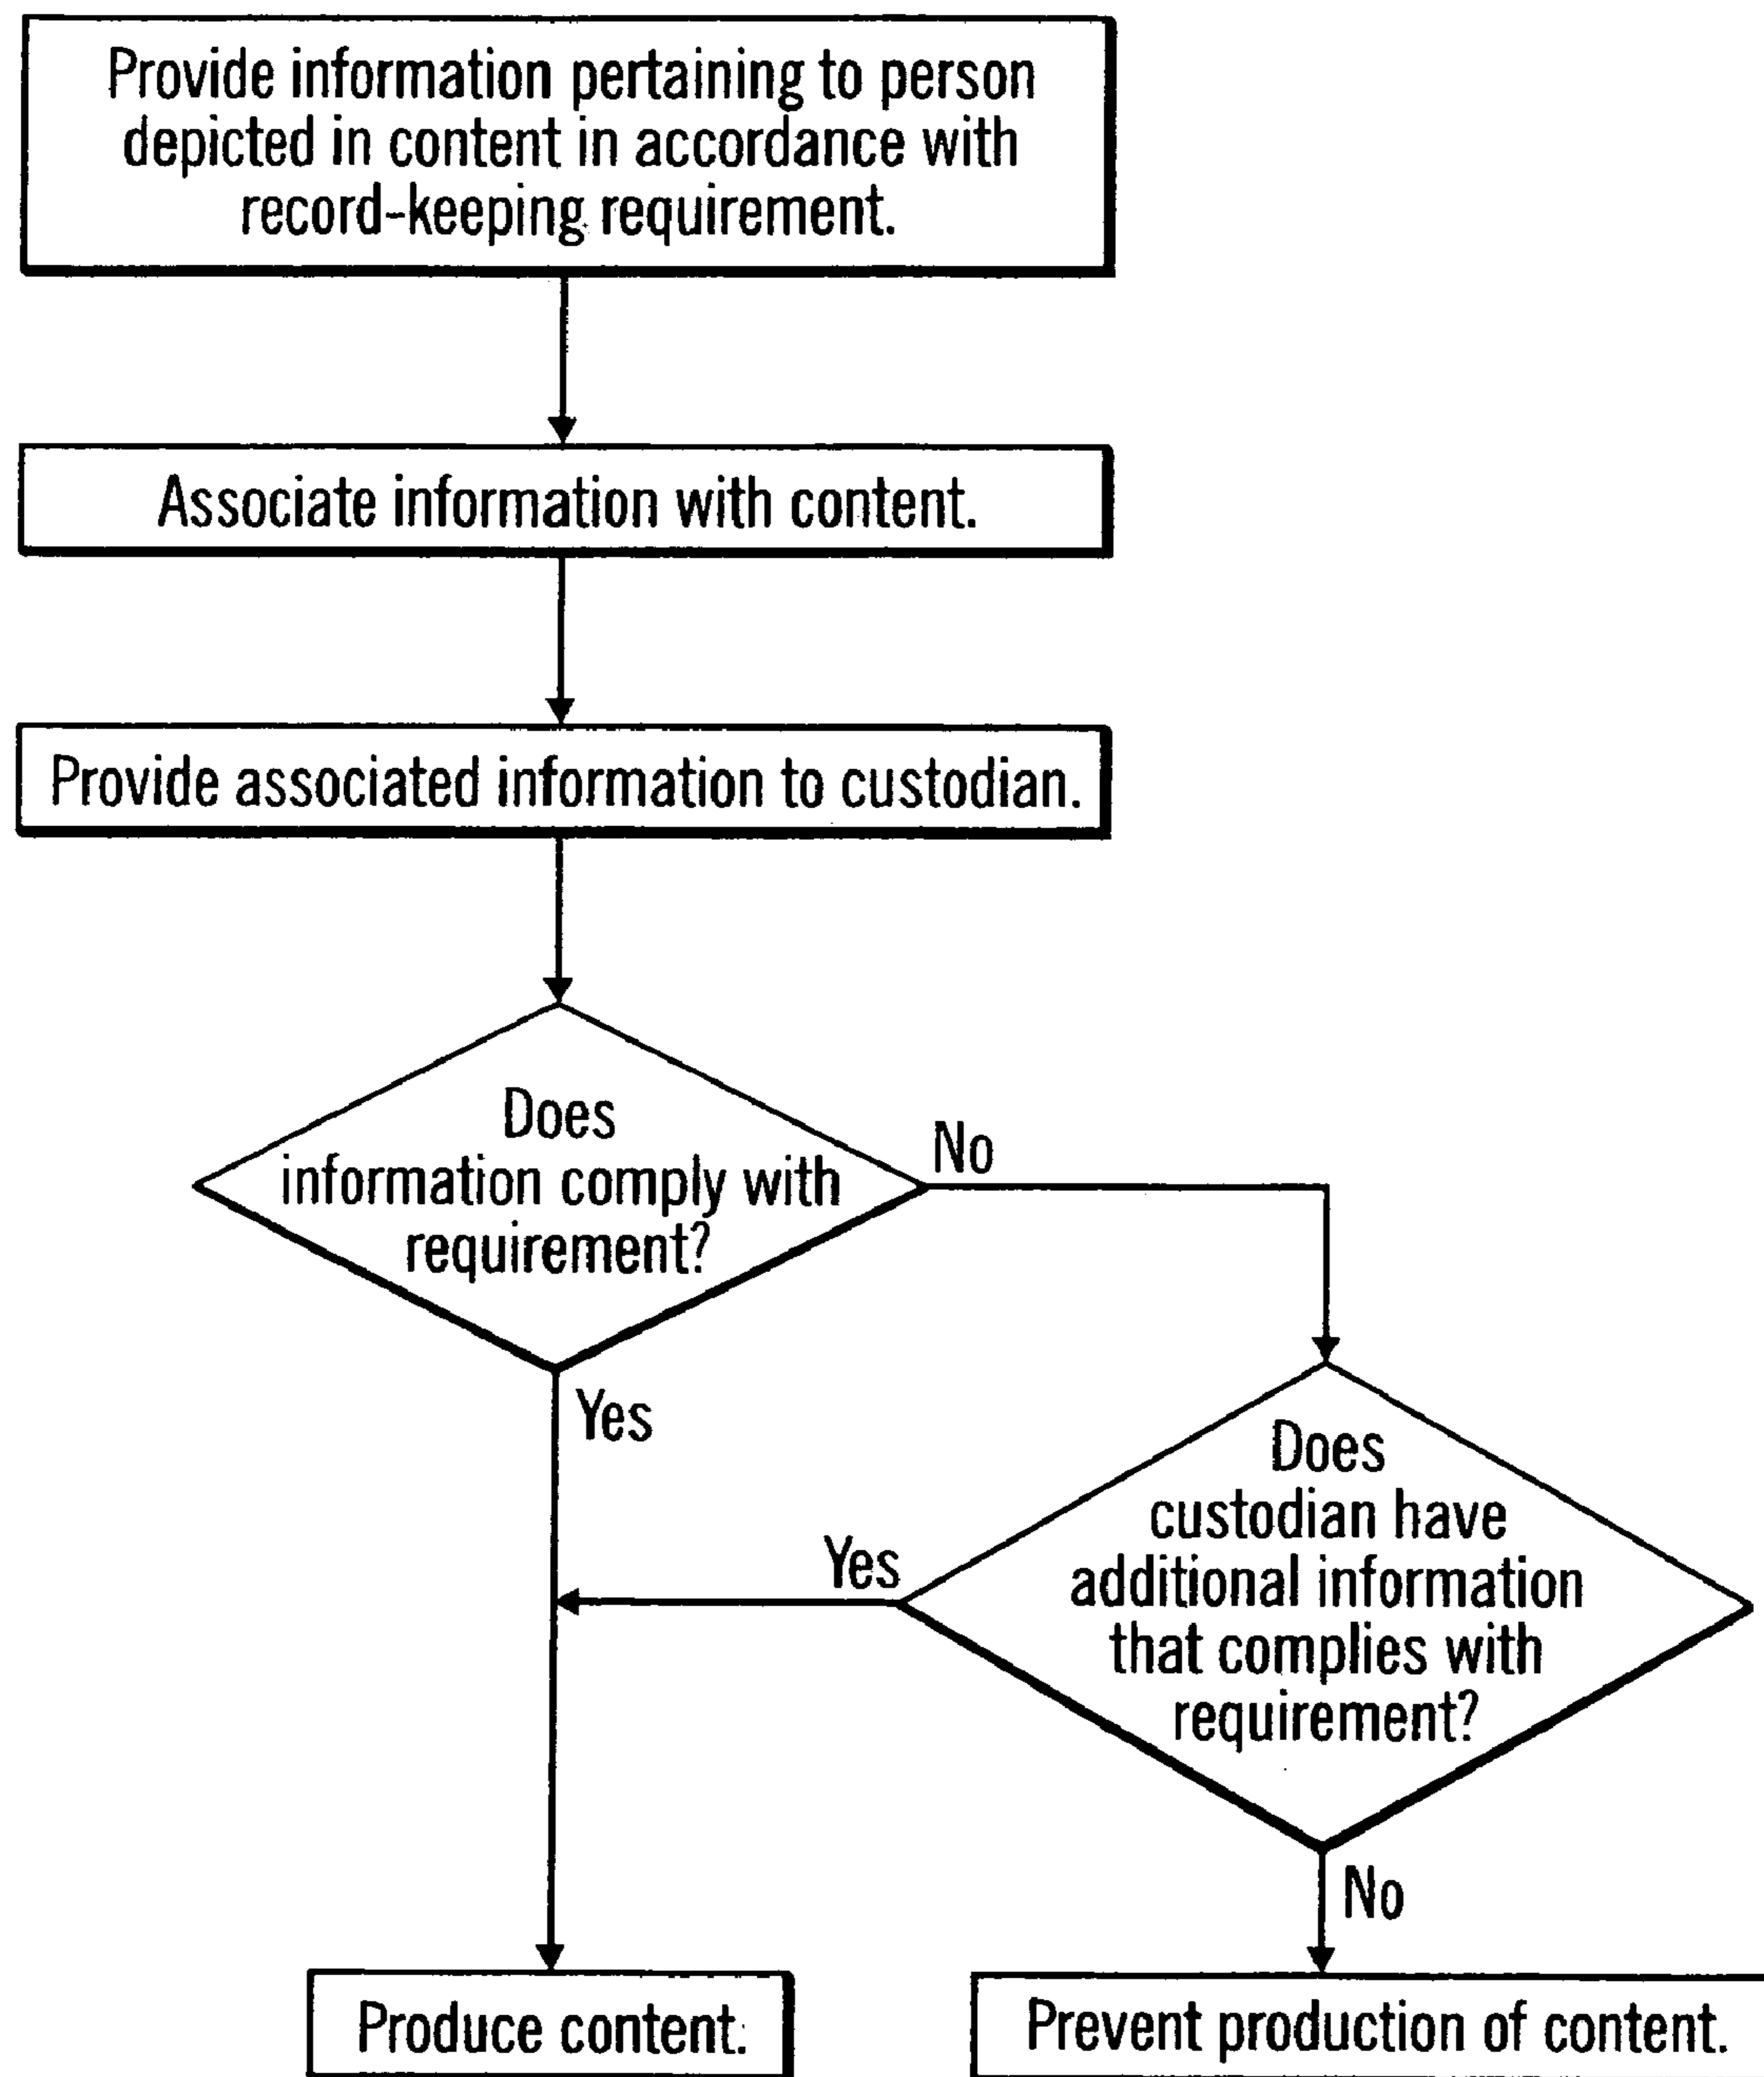 Provide information pertaining to person
depicted in content in accordance with
record-keeping requirement.
Associate information with content.
Provide associated information to custodian.
Does
information comply with
requirement?
No
Yes
Does
custodian have
additional information
that complies with
requirement?
Yes
No
Produce content.
Prevent production of content.